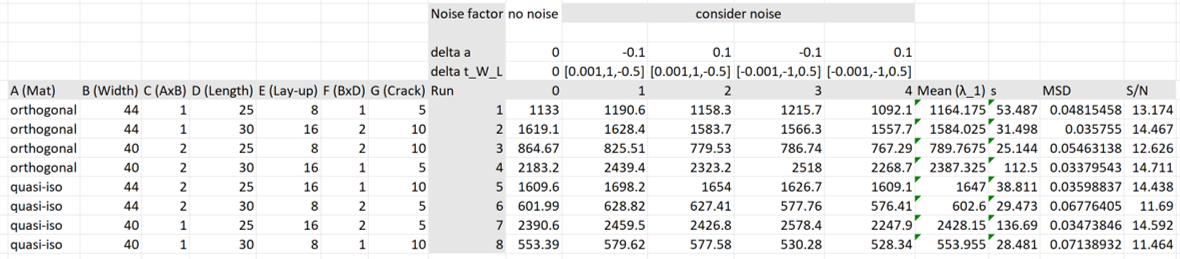 Noise factor no noise consider noise
delta a 0 -0.1 0.1 -0.1 0.1
delta t_W_L 0 [0.001,1,-0.5] [0.001,1,-0.5] [-0.001,-1,0.5] [-0.001,-1,0.5]
A (Mat) B (Width) C (AxB) D (Length) E (Lay-up) F (BxD) G (Crack) Run 0 1 2 3 4 Mean (λ_1) s MSD S/N
orthogonal 44 1 25 8 1 5 1 1133 1190.6 1158.3 1215.7 1092.1 1164.175 53.487 0.04815458 13.174
orthogonal 44 1 30 16 2 10 2 1619.1 1628.4 1583.7 1566.3 1557.7 1584.025 31.498 0.035755 14.467
orthogonal 40 2 25 8 2 10 3 864.67 825.51 779.53 786.74 767.29 789.7675 25.144 0.05463138 12.626
orthogonal 40 2 30 16 1 5 4 2183.2 2439.4 2323.2 2518 2268.7 2387.325 112.5 0.03379543 14.711
quasi-iso 44 2 25 16 1 10 5 1609.6 1698.2 1654 1626.7 1609.1 1647 38.811 0.03598837 14.438
quasi-iso 44 2 30 8 2 5 6 601.99 628.82 627.41 577.76 576.41 602.6 29.473 0.06776405 11.69
quasi-iso 40 1 25 16 2 5 7 2390.6 2459.5 2426.8 2578.4 2247.9 2428.15 136.69 0.03473846 14.592
quasi-iso 40 1 30 8 1 10 8 553.39 579.62 577.58 530.28 528.34 553.955 28.481 0.07138932 11.464